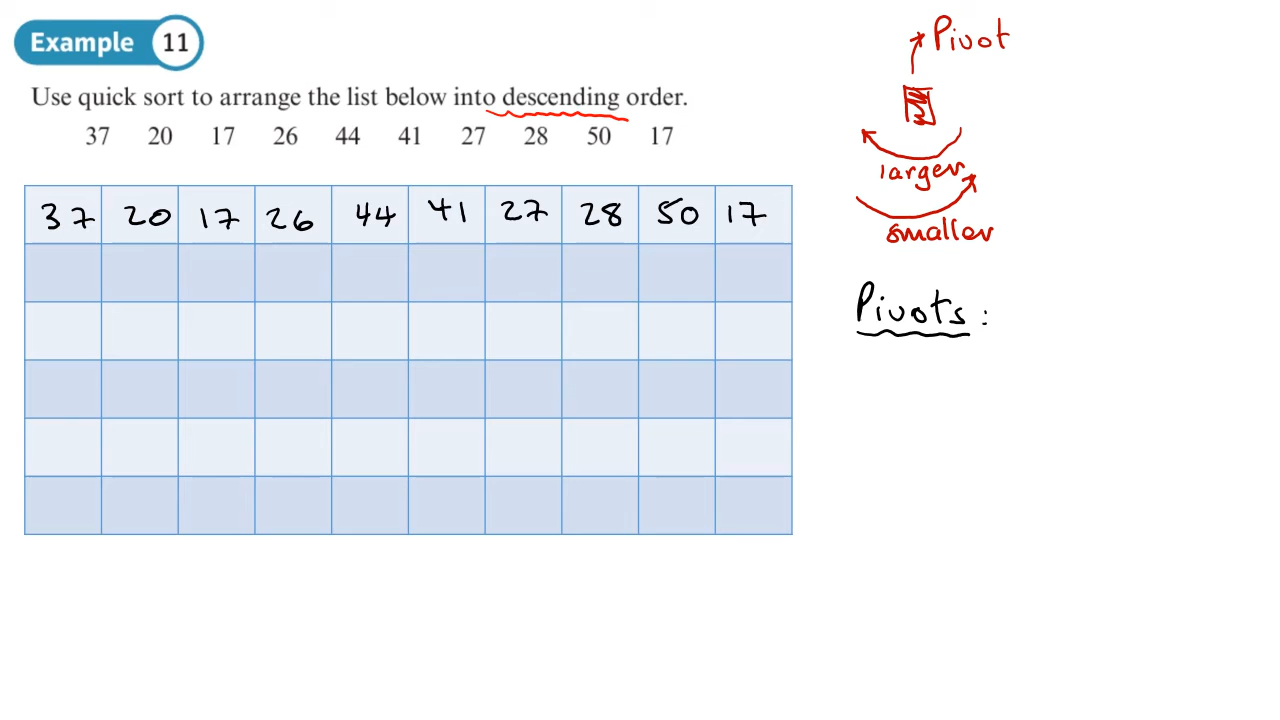 Example 11
Use quick sort to arrange the list below into descending order.
37 20 17 26 44 41 27 28 50 17
37 20 17 26 44 41 27 28 50 17
Pivot
larger
smaller
Pivots :